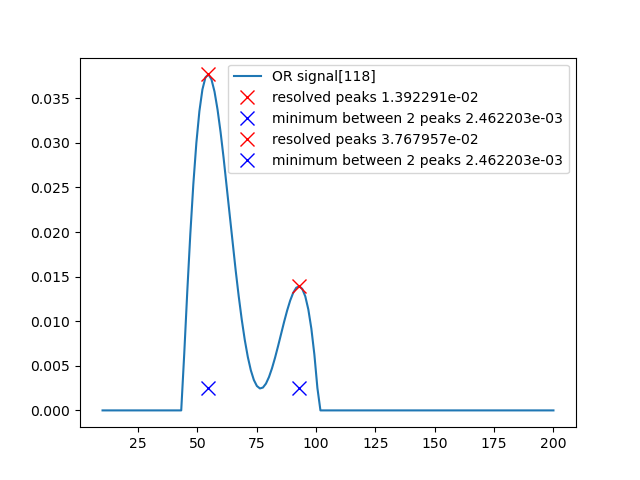 OR signal[118]
resolved peaks 1.392291e-02
minimum between 2 peaks 2.462203e-03
resolved peaks 3.767957e-02
minimum between 2 peaks 2.462203e-03
0.035
0.030
0.025
0.020
0.015
0.010
0.005
0.000
25 50 75 100 125 150 175 200